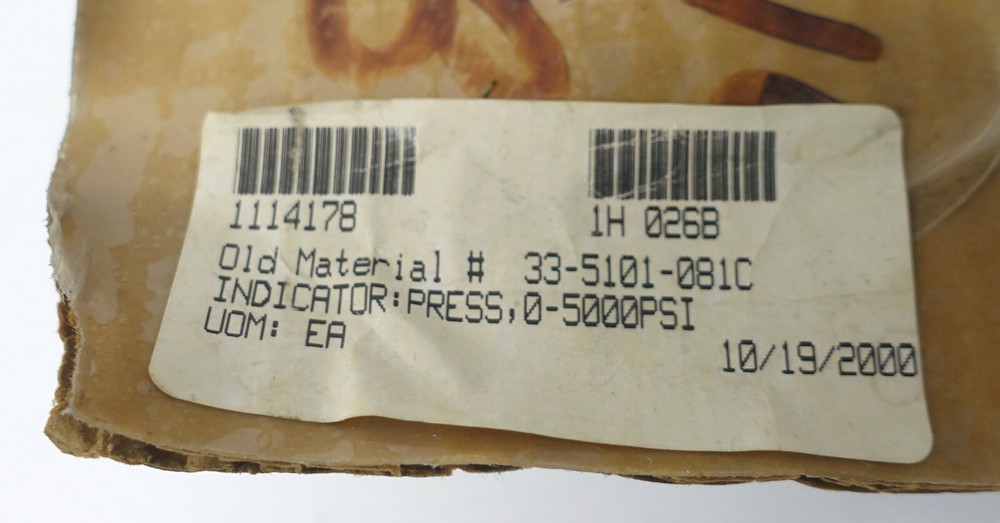 1114178
1H 026B
Old Material # 33-5101-081C
INDICATOR:PRESS,0-5000PSI
UOM: EA
10/19/2000